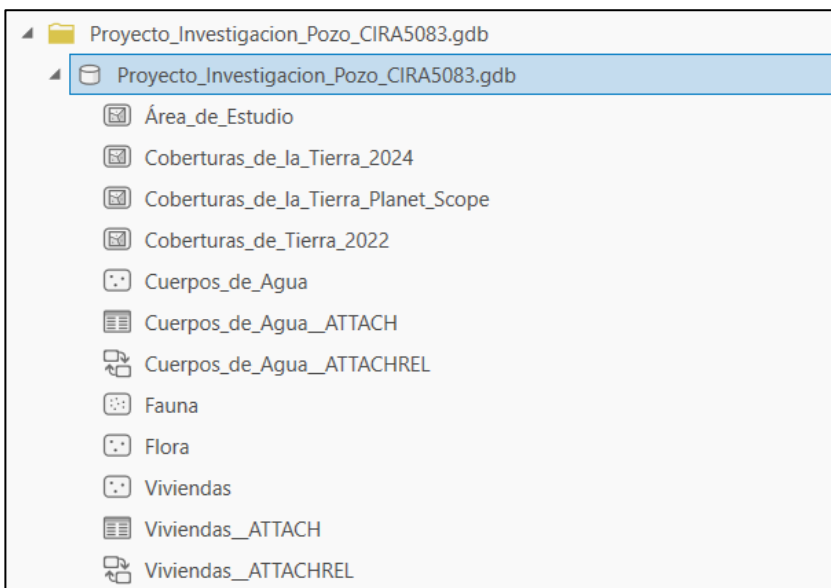 Proyecto_Investigacion_Pozo_CIRA5083.gdb
Proyecto_Investigacion_Pozo_CIRA5083.gdb
Área_de_Estudio
Coberturas_de_la_Tierra_2024
Coberturas_de_la_Tierra_Planet_Scope
Coberturas_de_Tierra_2022
Cuerpos_de_Agua
Cuerpos_de_Agua__ATTACH
Cuerpos_de_Agua__ATTACHREL
Fauna
Flora
Viviendas
Viviendas__ATTACH
Viviendas__ATTACHREL